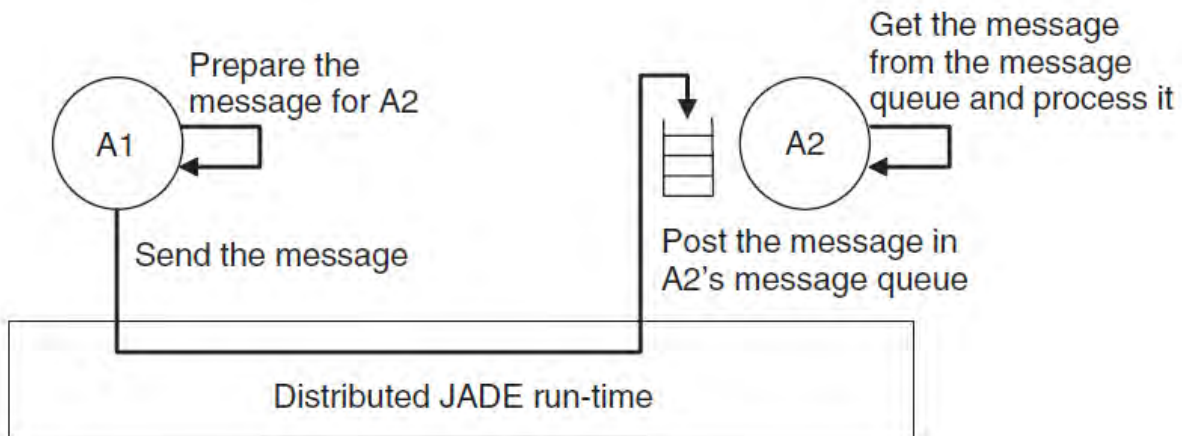 Prepare the
message for A2
A1
Send the message
Get the message
from the message
queue and process it
A2
Post the message in
A2's message queue
Distributed JADE run-time